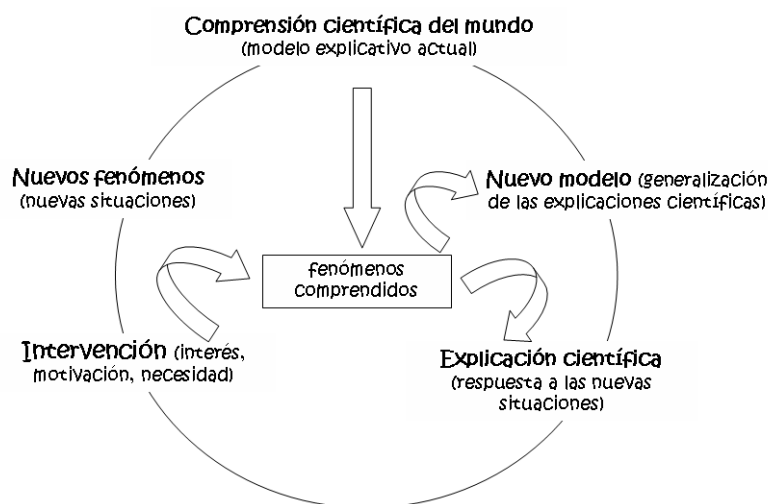 Comprensión científica del mundo
(modelo explicativo actual)
Nuevos fenómenos
(nuevas situaciones)
Nuevo modelo (generalización
de las explicaciones científicas)
fenómenos
comprendidos
Intervención (interés,
motivación, necesidad)
Explicación científica
(respuesta a las nuevas
situaciones)